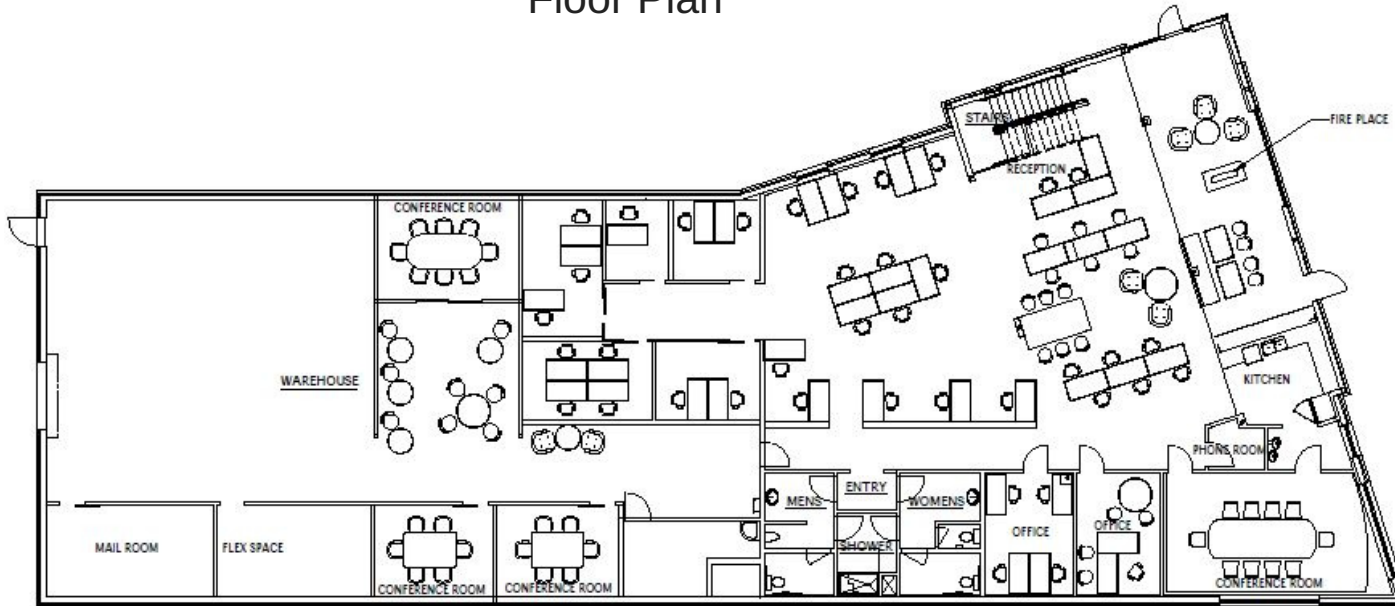 Floor Plan
STAIRS
FIRE PLACE
RECEPTION
CONFERENCE ROOM
WAREHOUSE
KITCHEN
PHONE ROOM
ENTRY
MENS
WOMENS
OFFICE
OFFICE
MAIL ROOM
FLEX SPACE
SHOWER
CONFERENCE ROOM
CONFERENCE ROOM
CONFERENCE ROOM